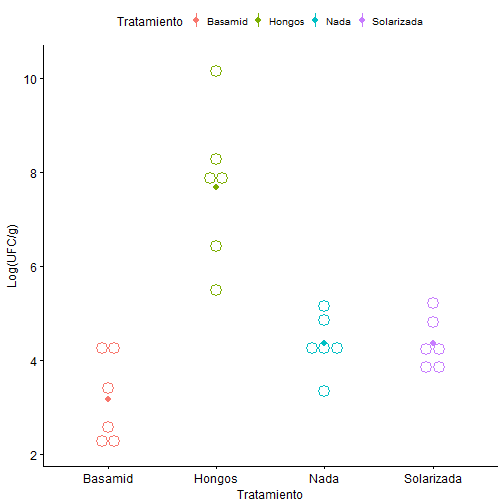 Tratamiento Basamid Hongos Nada Solarizada
10
8
6
4
2
Log(UFC/g)
Basamid Hongos Nada Solarizada
Tratamiento